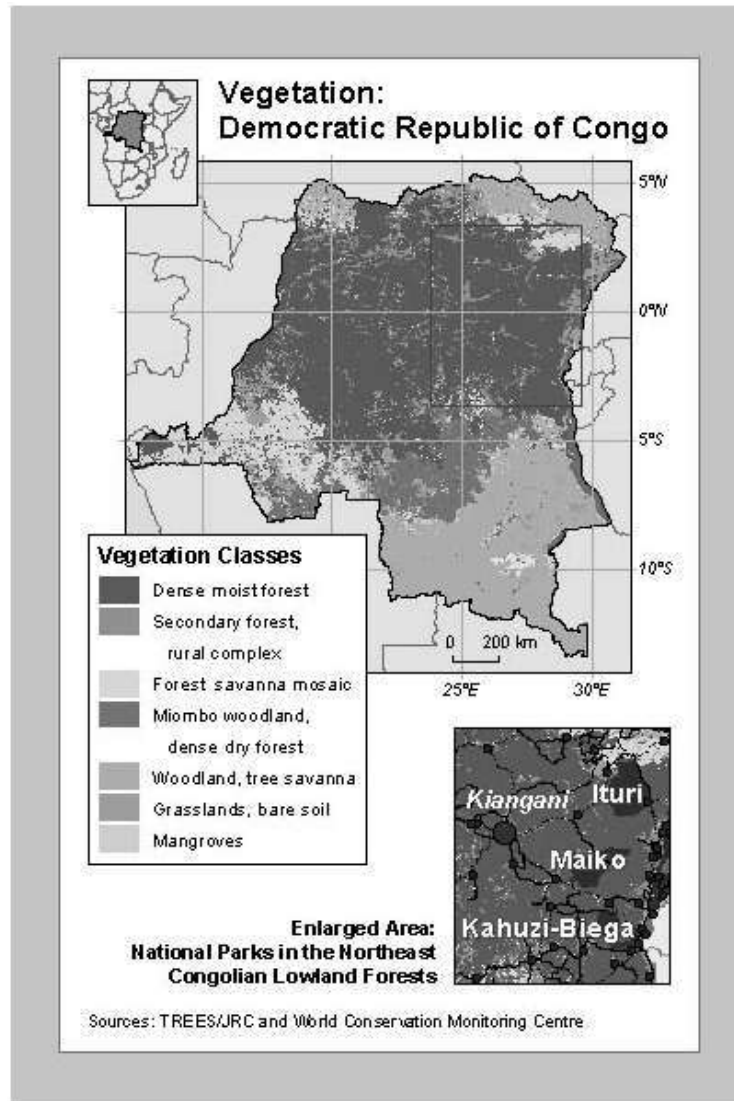 Vegetation:
Democratic Republic of Congo
5°N
0°N
5°S
10°S
0 200 km
25°E 30°E
Vegetation Classes
Dense moist forest
Secondary forest,
rural complex
Forest savanna mosaic
Miombo woodland,
dense dry forest
Woodland, tree savanna
Grasslands, bare soil
Mangroves
Kiangani
Ituri
Maiko
Kahuzi-Biega
Enlarged Area:
National Parks in the Northeast
Congolian Lowland Forests
Sources: TREES/JRC and World Conservation Monitoring Centre